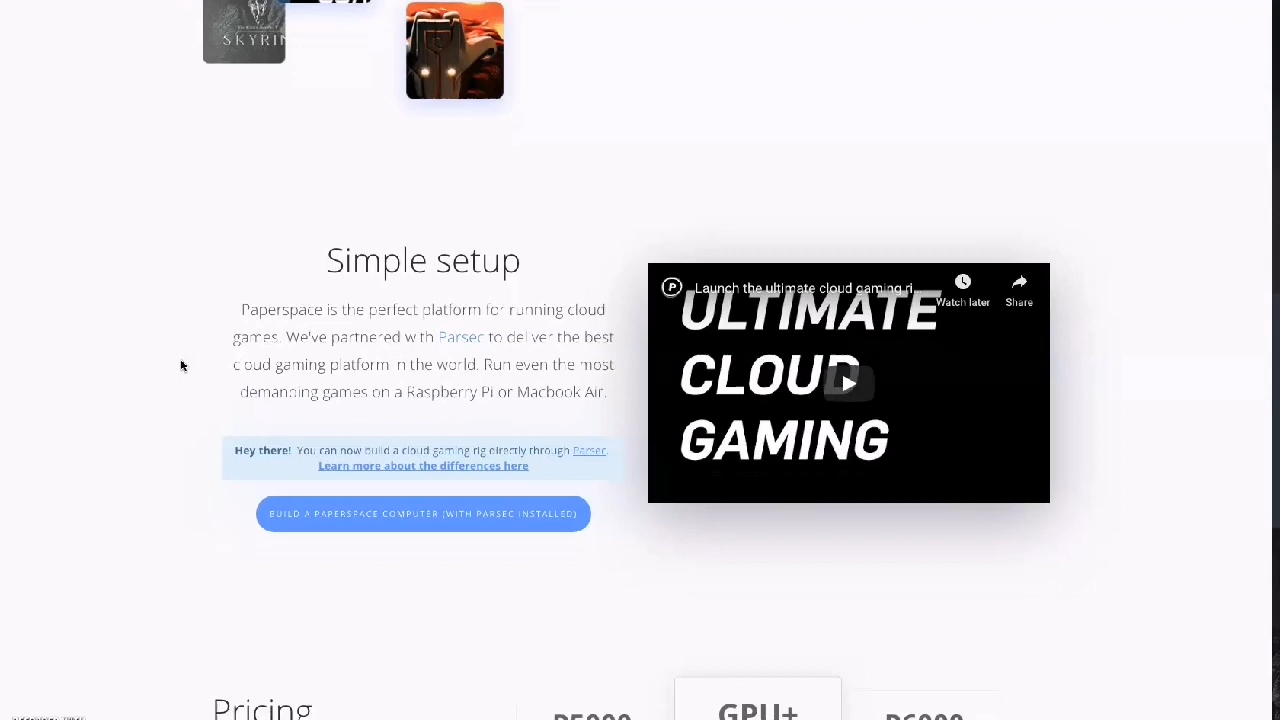 SKYRIM
Simple setup
Paperspace is the perfect platform for running cloud
games. We've partnered with Parsec to deliver the best
cloud gaming platform in the world. Run even the most
demanding games on a Raspberry Pi or Macbook Air.
Hey there! You can now build a cloud gaming rig directly through Parsec.
Learn more about the differences here
BUILD A PAPERSPACE COMPUTER (WITH PARSEC INSTALLED)
P
Launch the ultimate cloud gaming ri...
Watch later
Share
ULTIMATE
CLOUD
GAMING
Pricing
P5000
GPU+
P6000